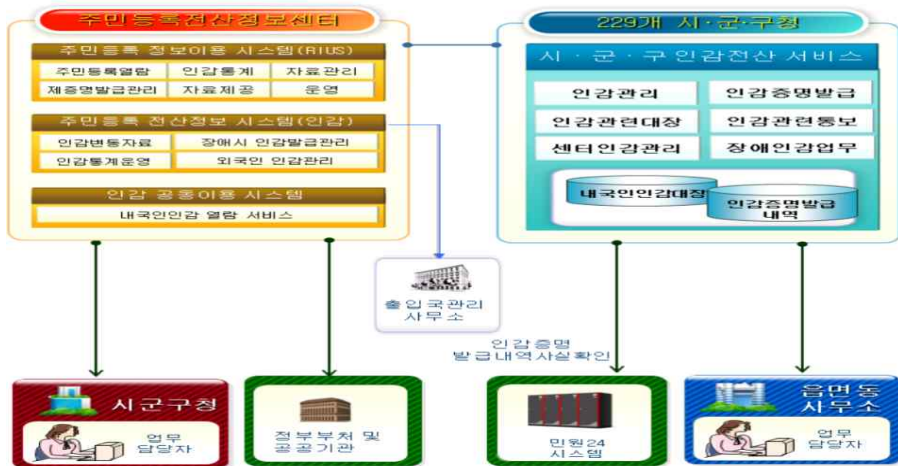 주민등록전산정보센터
주민등록 정보이용 시스템(RIUS)
주민등록열람 인감통계 자료관리
제증명발급관리 자료제공 운영
주민등록 전산정보 시스템(인감)
인감변동자료 장애시 인감발급관리
인감통계운영 외국인 인감관리
인감 공동이용 시스템
내국인인감 열람 서비스
229개 시·군·구청
시·군·구 인감전산 서비스
인감관리 인감증명발급
인감관련대장 인감관련통보
센터인감관리 장애인감업무
내국인인감대장
인감증명발급
내역
출입국관리
사무소
인감증명
발급내역사실확인
시군구청
업무
담당자
정부부처 및
공공기관
민원24
시스템
읍면동
사무소
업무
담당자